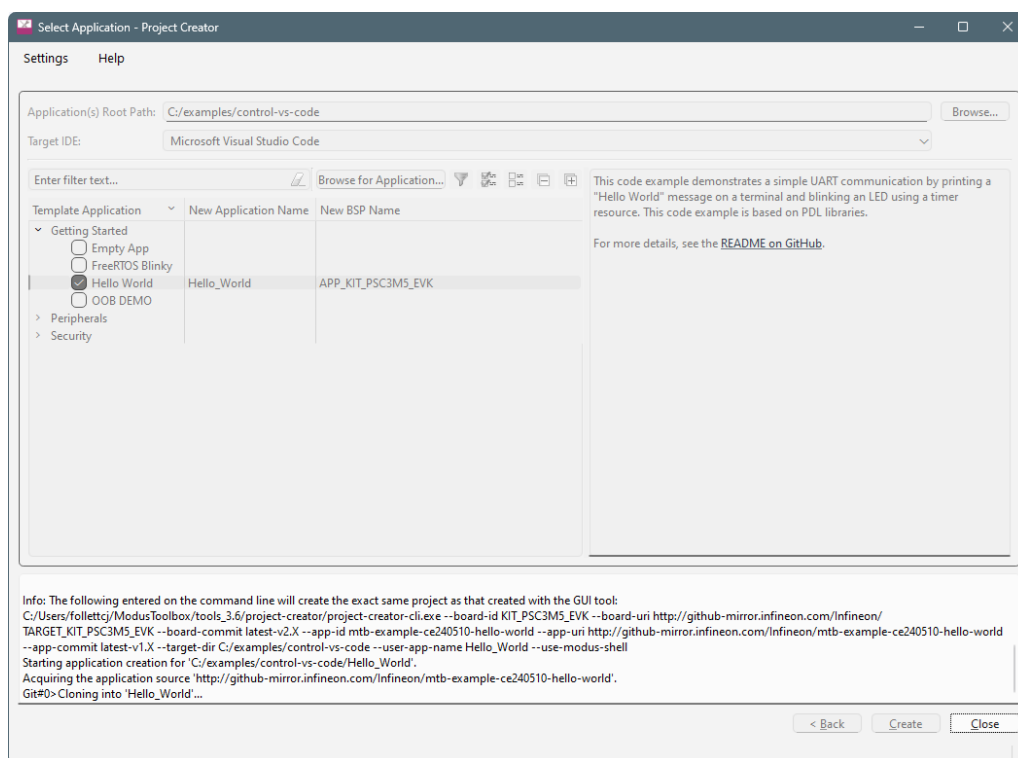 Select Application - Project Creator
Settings Help
Application(s) Root Path: C:/examples/control-vs-code Browse...
Target IDE: Microsoft Visual Studio Code
Enter filter text... Browse for Application...
Template Application New Application Name New BSP Name
Getting Started
Empty App
FreeRTOS Blinky
Hello World Hello_World APP_KIT_PSC3M5_EVK
OOB DEMO
Peripherals
Security
This code example demonstrates a simple UART communication by printing a
"Hello World" message on a terminal and blinking an LED using a timer
resource. This code example is based on PDL libraries.
For more details, see the README on GitHub.
Info: The following entered on the command line will create the exact same project as that created with the GUI tool:
C:/Users/follettcj/ModusToolbox/tools_3.6/project-creator/project-creator-cli.exe --board-id KIT_PSC3M5_EVK --board-uri http://github-mirror.infineon.com/Infineon/
TARGET_KIT_PSC3M5_EVK --board-commit latest-v2.X --app-id mtb-example-ce240510-hello-world --app-uri http://github-mirror.infineon.com/Infineon/mtb-example-ce240510-hello-world
--app-commit latest-v1.X --target-dir C:/examples/control-vs-code --user-app-name Hello_World --use-modus-shell
Starting application creation for 'C:/examples/control-vs-code/Hello_World'.
Acquiring the application source 'http://github-mirror.infineon.com/Infineon/mtb-example-ce240510-hello-world'.
Git#0>Cloning into 'Hello_World'...
< Back Create Close